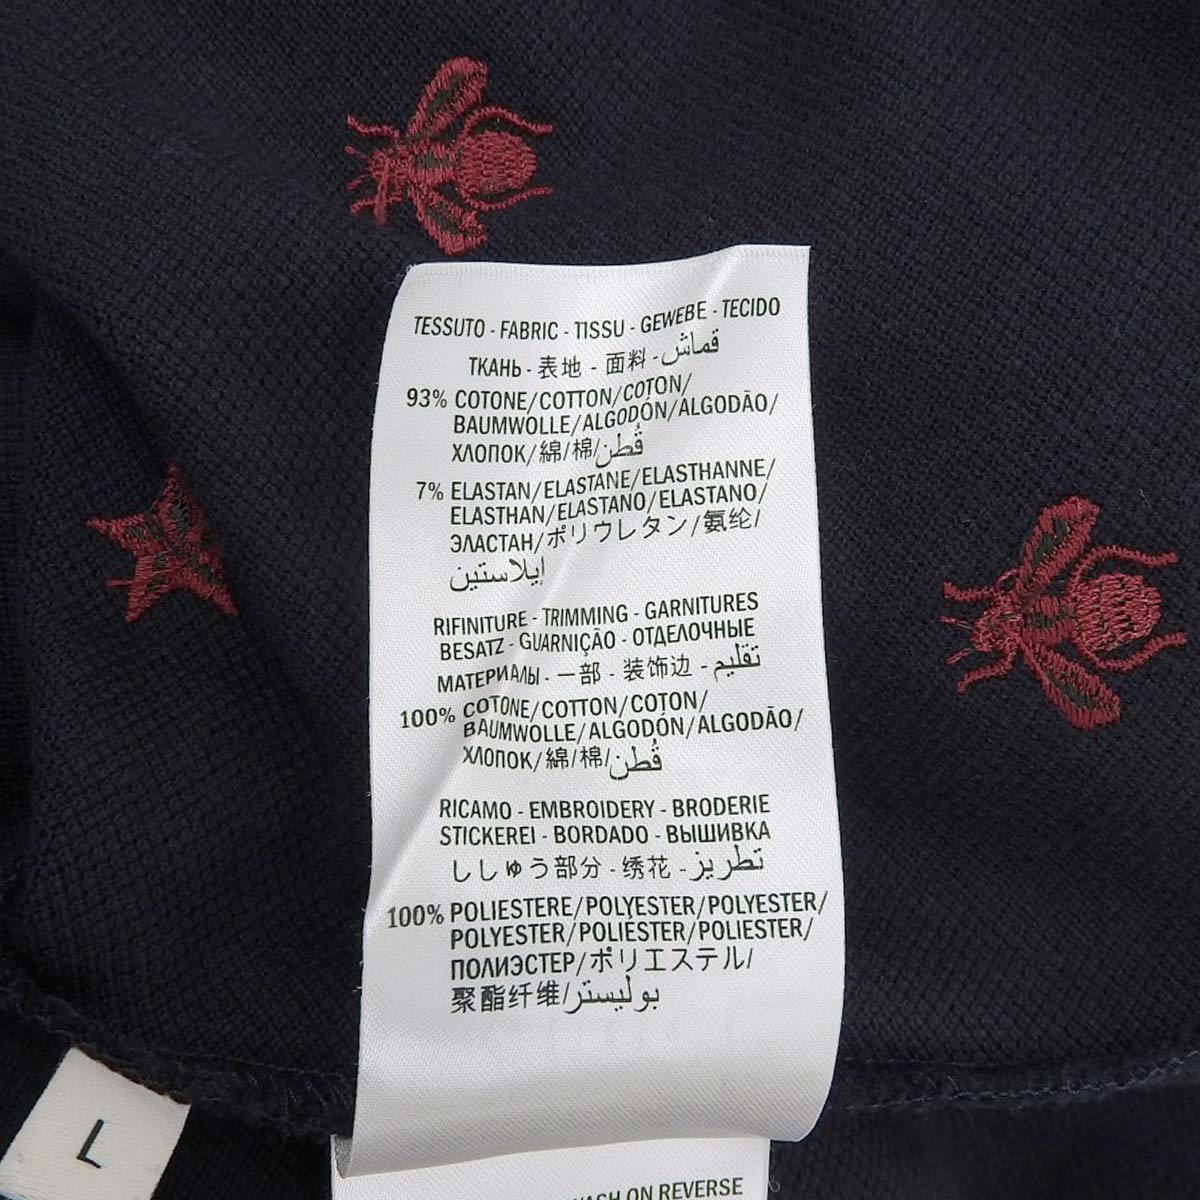 TESSUTO - FABRIC - TISSU - GEWEBE - TECIDO
ТКАНЬ - 表地 - 面料 - قماش
93% COTONE/COTTON/COTON/
BAUMWOLLE/ALGODÓN/ALGODÃO/
ХЛОПОК/綿/棉/قُطن
7% ELASTAN/ELASTANE/ELASTHANNE/
ELASTHAN/ELASTANO/ELASTANO/
ЭЛАСТАН/ポリウレタン/氨纶/
إيلاستين
RIFINITURE - TRIMMING - GARNITURES
BESATZ - GUARNIÇÃO - ОТДЕЛОЧНЫЕ
МАТЕРИАЛЫ - 一部 - 装饰边 - تقليم
100% COTONE/COTTON/COTON/
BAUMWOLLE/ALGODÓN/ALGODÃO/
ХЛОПОК/綿/棉/قُطن
RICAMO - EMBROIDERY - BRODERIE
STICKEREI - BORDADO - ВЫШИВКА
ししゅう部分 - 绣花 - تطريز
100% POLIESTERE/POLYESTER/POLYESTER/
POLYESTER/POLIÉSTER/POLIESTER/
ПОЛИЭСТЕР/ポリエステル/
聚酯纤维/بوليستر
L
ON REVERSE